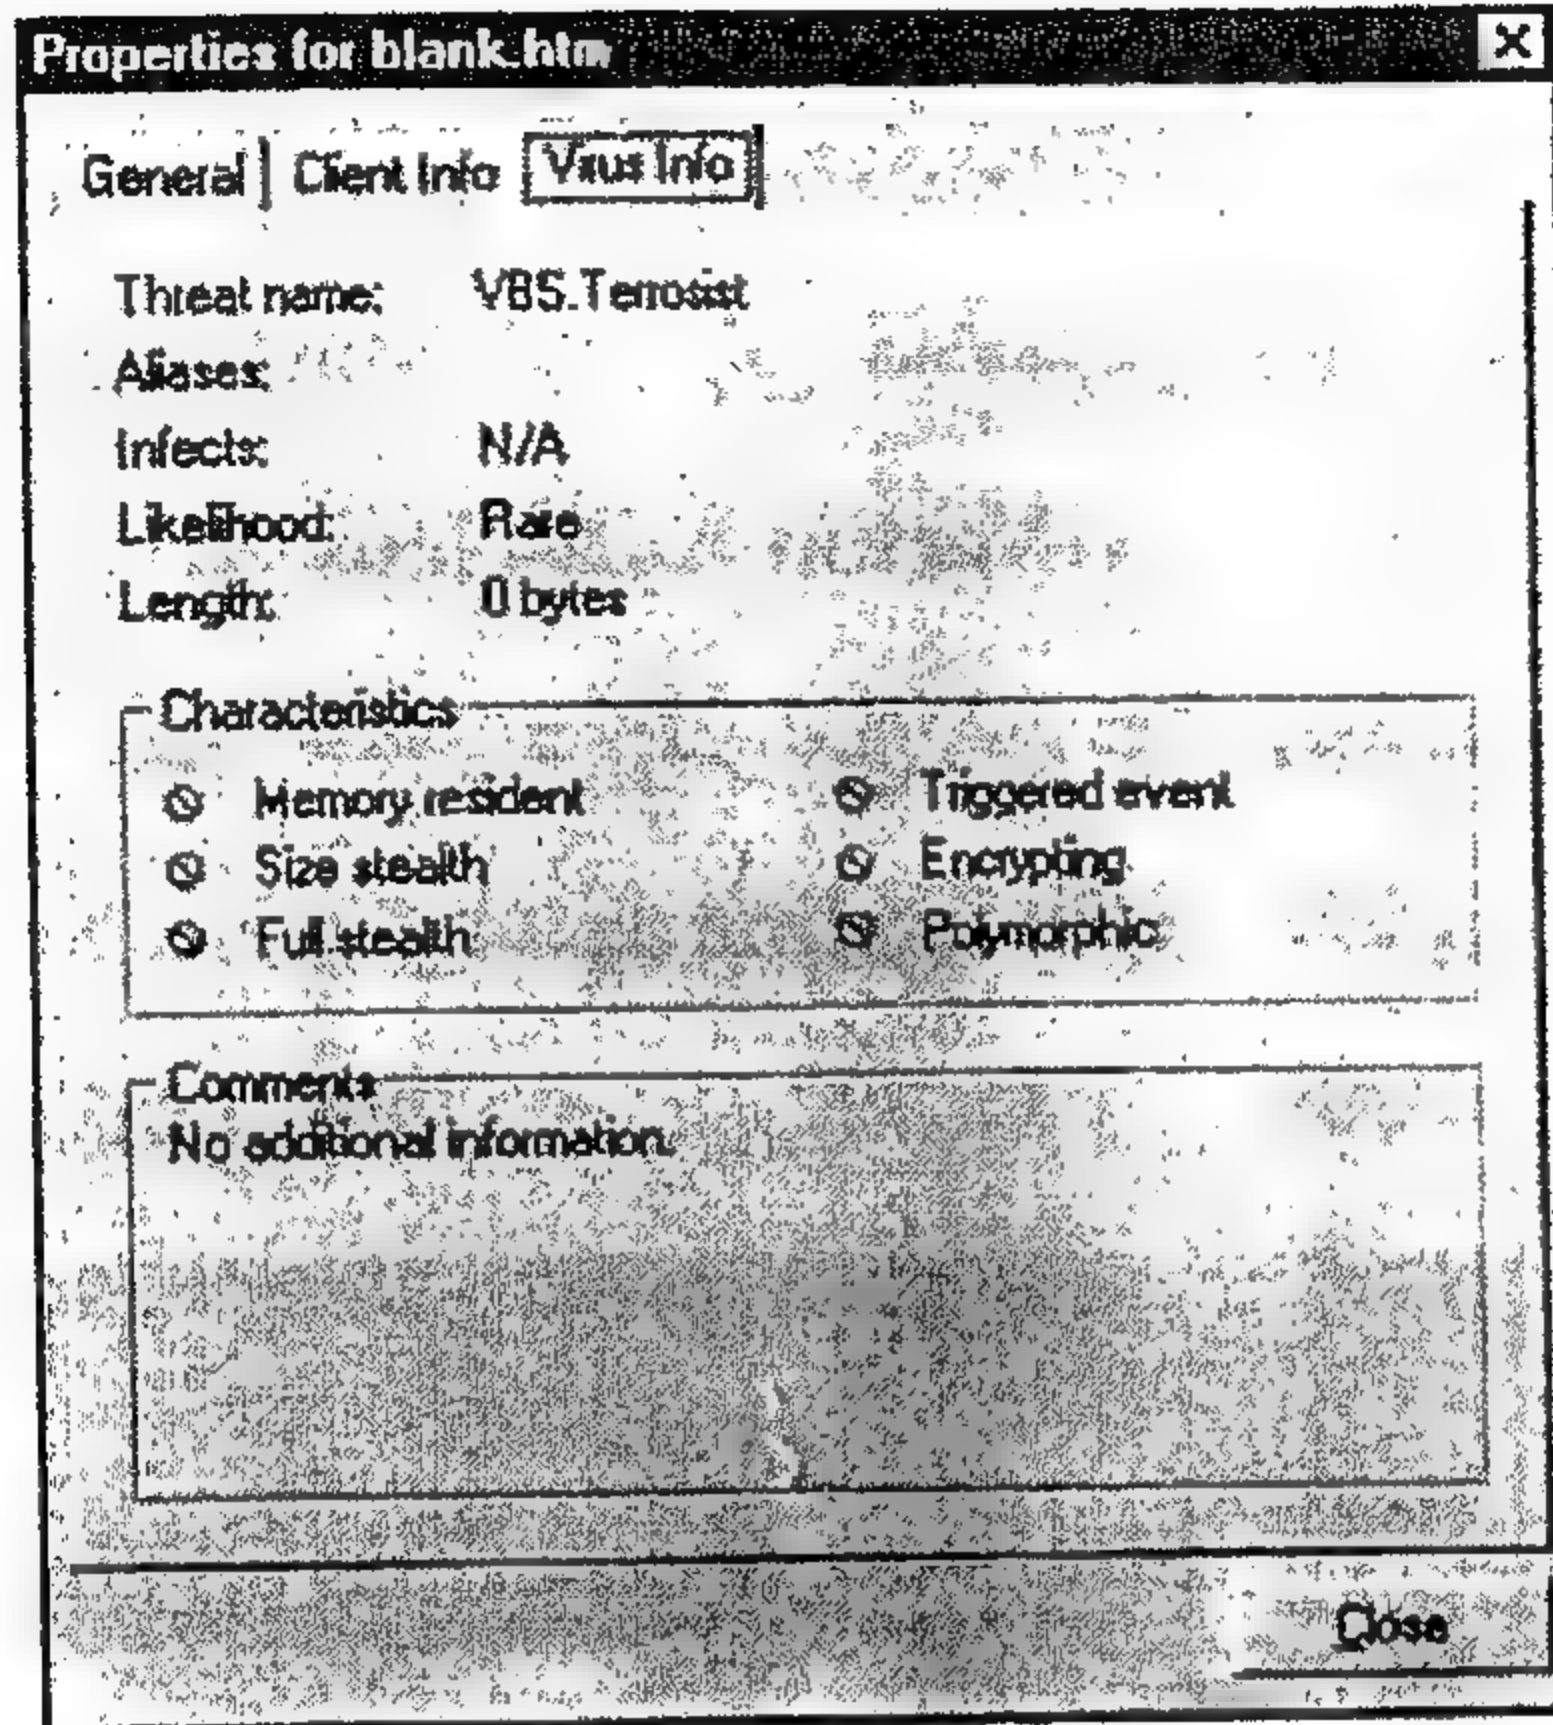 Properties for blank.htm
General Client Info Virus Info
Threat name: VBS.Terrosist
Aliases:
Infects: N/A
Likelihood: Rare
Length: 0 bytes
Characteristics
Memory resident Triggered event
Size stealth Encrypting
Full stealth Polymorphic
Comments
No additional information.
Close